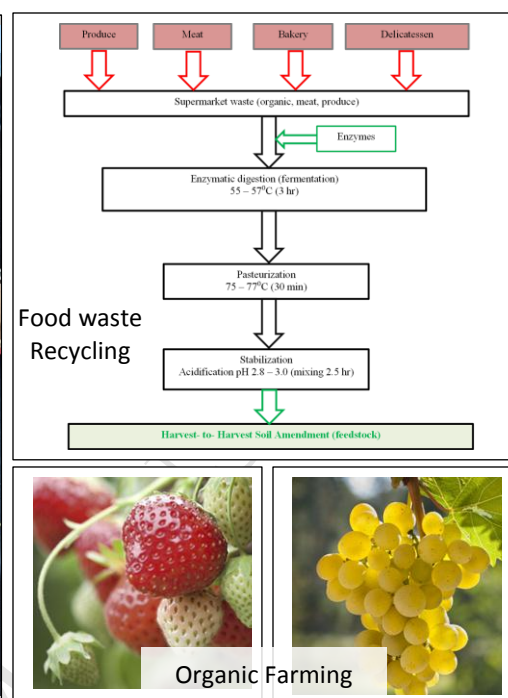 Produce
Meat
Bakery
Delicatessen
Supermarket waste (organic, meat, produce)
Enzymes
Enzymatic digestion (fermentation)
55 – 57⁰C (3 hr)
Pasteurization
75 – 77⁰C (30 min)
Food waste
Recycling
Stabilization
Acidification pH 2.8 – 3.0 (mixing 2.5 hr)
Harvest- to- Harvest Soil Amendment (feedstock)
Organic Farming